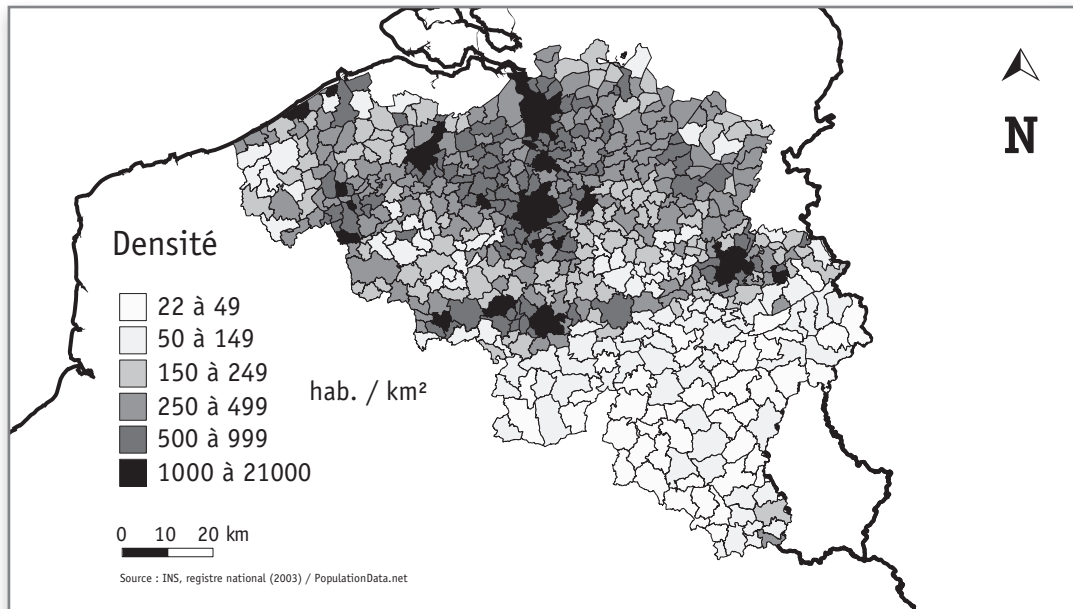 N
Densité
22 à 49
50 à 149
150 à 249
250 à 499
500 à 999
1000 à 21000
hab. / km²
0 10 20 km
Source : INS, registre national (2003) / PopulationData.net